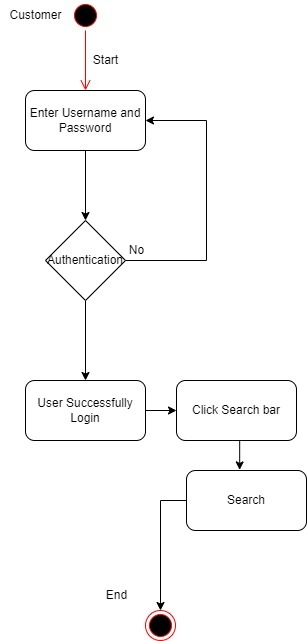 Customer
Start
Enter Username and
Password
Authentication
No
User Successfully
Login
Click Search bar
Search
End